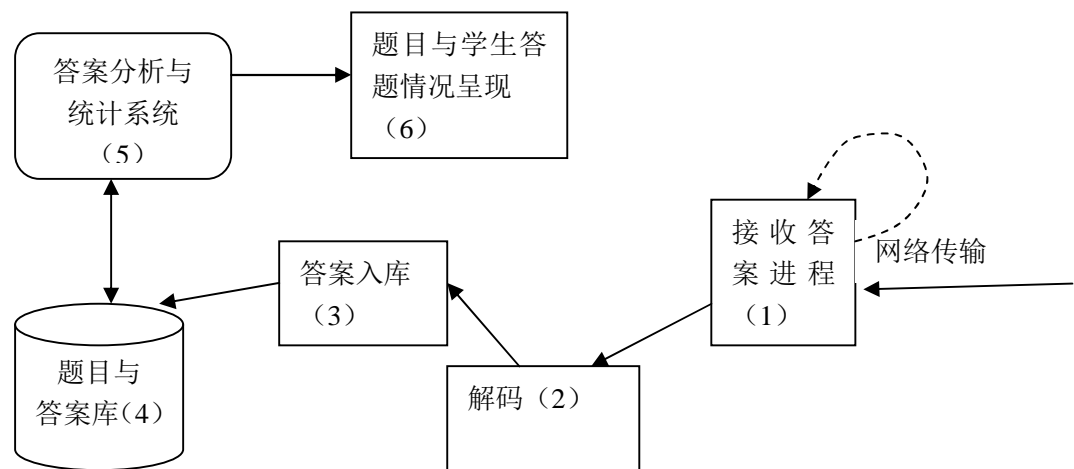 答案分析与
统计系统
（5）
题目与学生答
题情况呈现
（6）
接收答
案进程
（1）
网络传输
答案入库
（3）
题目与
答案库（4）
解码（2）